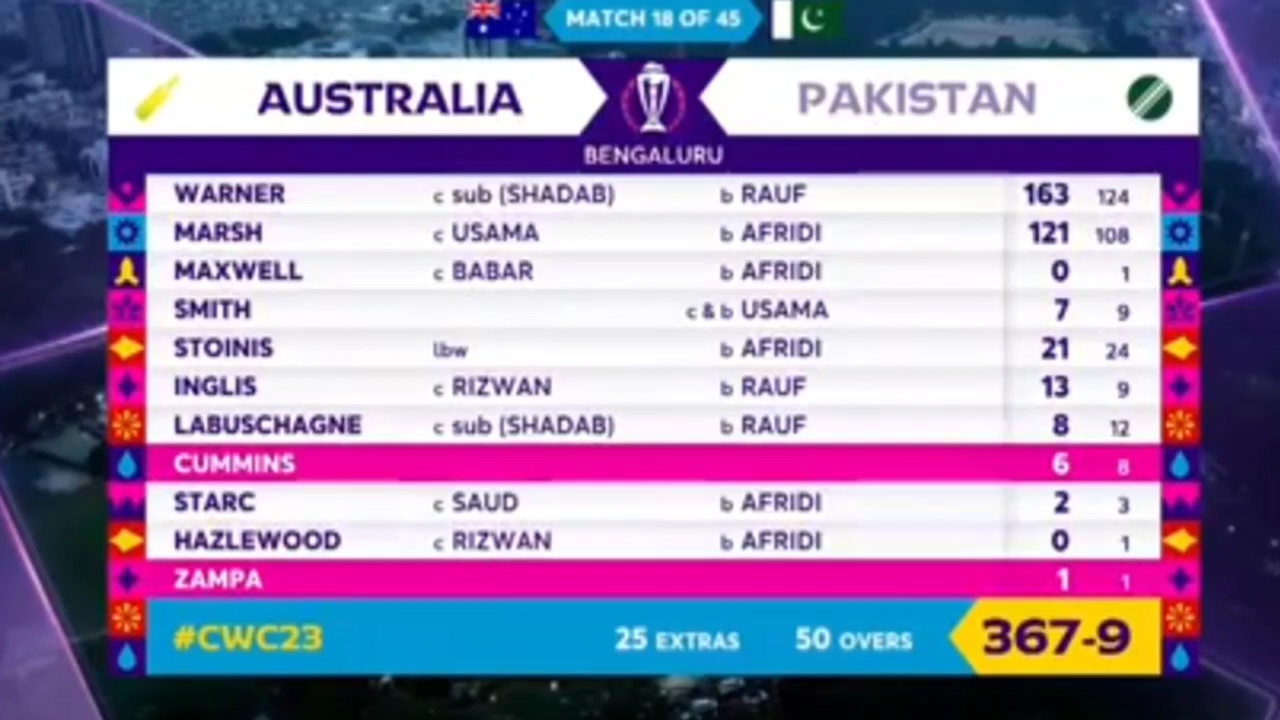 MATCH 18 OF 45
AUSTRALIA PAKISTAN
BENGALURU
WARNER c sub (SHADAB) b RAUF 163 124
MARSH c USAMA b AFRIDI 121 108
MAXWELL c BABAR b AFRIDI 0 1
SMITH c & b USAMA 7 9
STOINIS lbw b AFRIDI 21 24
INGLIS c RIZWAN b RAUF 13 9
LABUSCHAGNE c sub (SHADAB) b RAUF 8 12
CUMMINS 6 8
STARC c SAUD b AFRIDI 2 3
HAZLEWOOD c RIZWAN b AFRIDI 0 1
ZAMPA 1 1
#CWC23 25 EXTRAS 50 OVERS 367-9